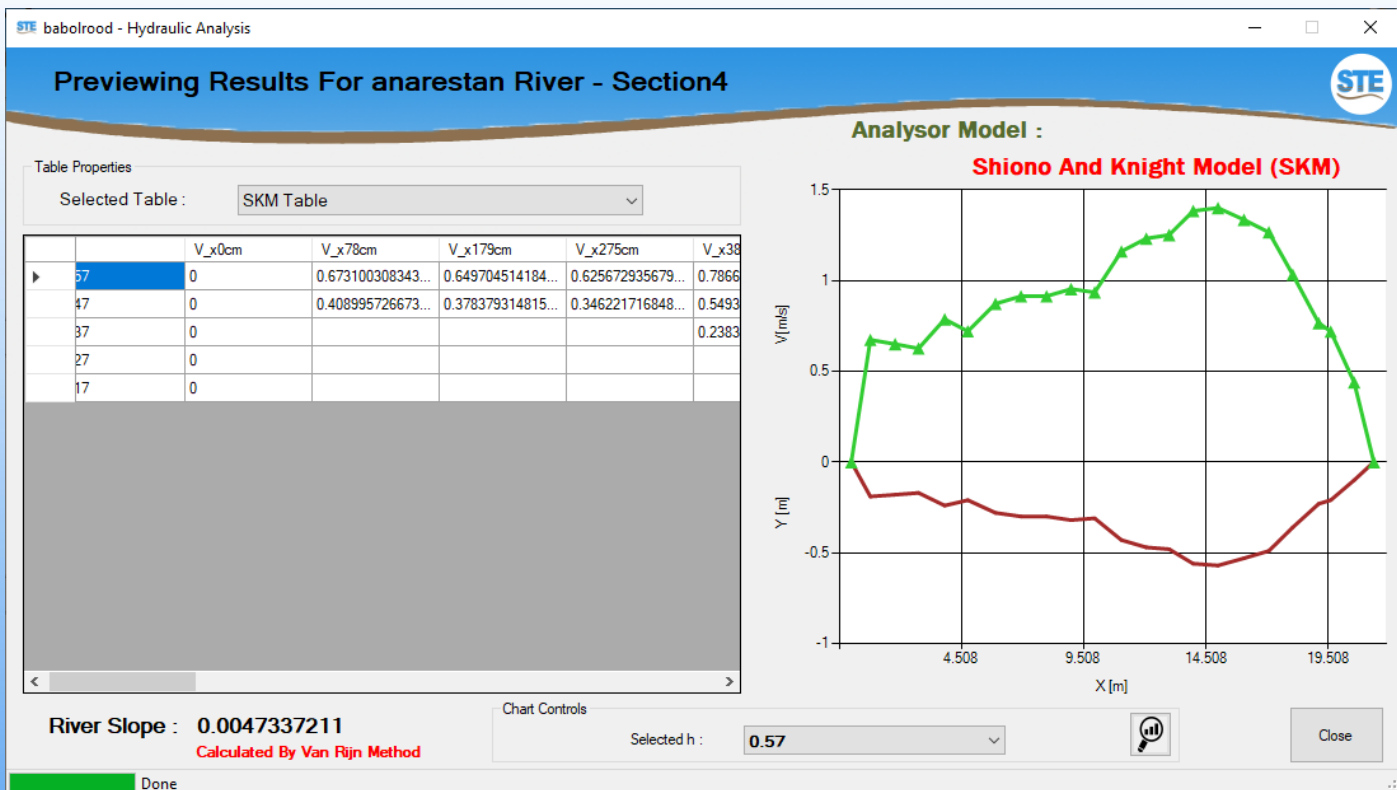 STE babolrood - Hydraulic Analysis
Previewing Results For anarestan River - Section4
STE
Analysor Model :
Shiono And Knight Model (SKM)
Table Properties
Selected Table :
SKM Table
V_x0cm V_x78cm V_x179cm V_x275cm V_x38
57 0 0.673100308343... 0.649704514184... 0.625672935679... 0.7866
47 0 0.408995726673... 0.378379314815... 0.346221716848... 0.5493
37 0 0.2383
27 0
17 0
1.5
1
0.5
0
-0.5
-1
V[m/s]
Y [m]
4.508 9.508 14.508 19.508
X [m]
River Slope : 0.0047337211
Calculated By Van Rijn Method
Chart Controls
Selected h :
0.57
Close
Done